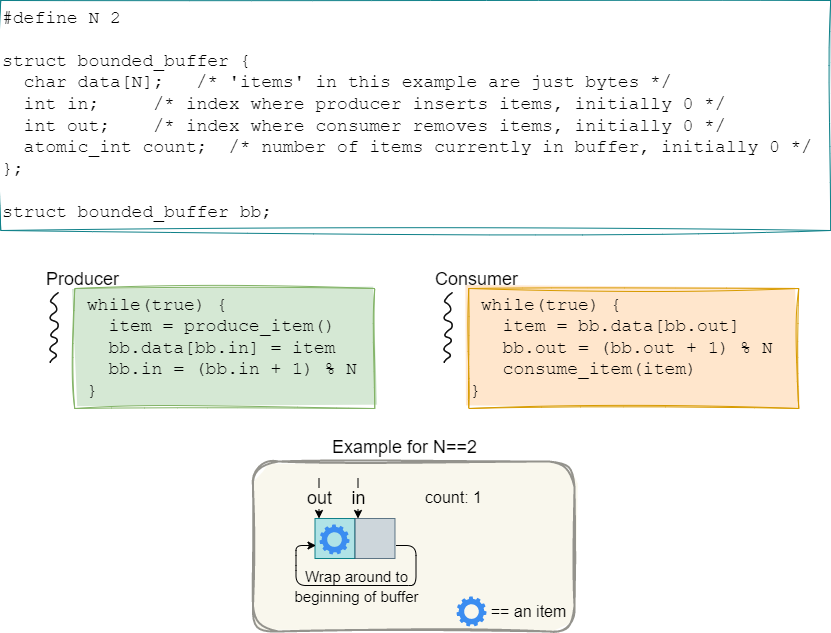 #define N 2
struct bounded_buffer {
char data[N];   /* 'items' in this example are just bytes */
int in;     /* index where producer inserts items, initially 0 */
int out;    /* index where consumer removes items, initially 0 */
atomic_int count;  /* number of items currently in buffer, initially 0 */
};
struct bounded_buffer bb;
Producer
while(true) {
item = produce_item()
bb.data[bb.in] = item
bb.in = (bb.in + 1) % N
}
Consumer
while(true) {
item = bb.data[bb.out]
bb.out = (bb.out + 1) % N
consume_item(item)
}
Example for N==2
out in count: 1
Wrap around to
beginning of buffer
== an item